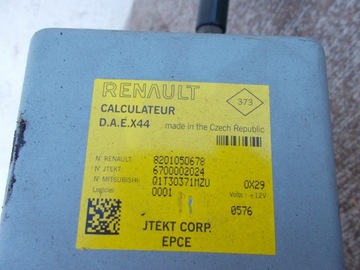 RENAULT
373
CALCULATEUR
D.A.E.X44 made in the Czech Republic
N° RENAULT: 8201050678
N° JTEKT: 6700002024
N° MITSUBISHI: Q1T30371MZU 0X29
Logiciel: 0001 Volts: +12V
0576
JTEKT CORP.
EPCE